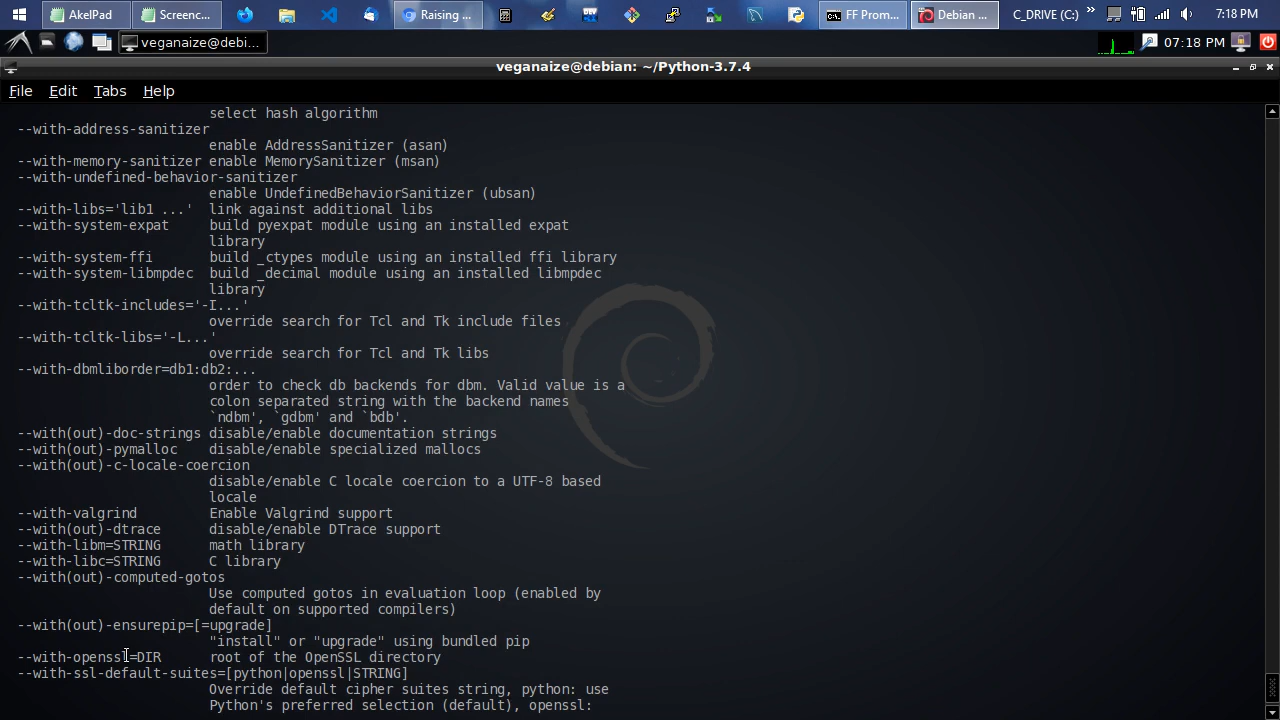 AkelPad
Screenc...
Raising ...
FF Prom...
Debian ...
C_DRIVE (C:)
7:18 PM
veganaize@debi...
07:18 PM
veganaize@debian: ~/Python-3.7.4
File Edit Tabs Help
select hash algorithm
--with-address-sanitizer
enable AddressSanitizer (asan)
--with-memory-sanitizer enable MemorySanitizer (msan)
--with-undefined-behavior-sanitizer
enable UndefinedBehaviorSanitizer (ubsan)
--with-libs='lib1 ...' link against additional libs
--with-system-expat build pyexpat module using an installed expat
library
--with-system-ffi build _ctypes module using an installed ffi library
--with-system-libmpdec build _decimal module using an installed libmpdec
library
--with-tcltk-includes='-I...'
override search for Tcl and Tk include files
--with-tcltk-libs='-L...'
override search for Tcl and Tk libs
--with-dbmliborder=db1:db2:...
order to check db backends for dbm. Valid value is a
colon separated string with the backend names
`ndbm', `gdbm' and `bdb'.
--with(out)-doc-strings disable/enable documentation strings
--with(out)-pymalloc disable/enable specialized mallocs
--with(out)-c-locale-coercion
disable/enable C locale coercion to a UTF-8 based
locale
--with-valgrind Enable Valgrind support
--with(out)-dtrace disable/enable DTrace support
--with-libm=STRING math library
--with-libc=STRING C library
--with(out)-computed-gotos
Use computed gotos in evaluation loop (enabled by
default on supported compilers)
--with(out)-ensurepip=[=upgrade]
"install" or "upgrade" using bundled pip
--with-openssl=DIR root of the OpenSSL directory
--with-ssl-default-suites=[python|openssl|STRING]
Override default cipher suites string, python: use
Python's preferred selection (default), openssl: